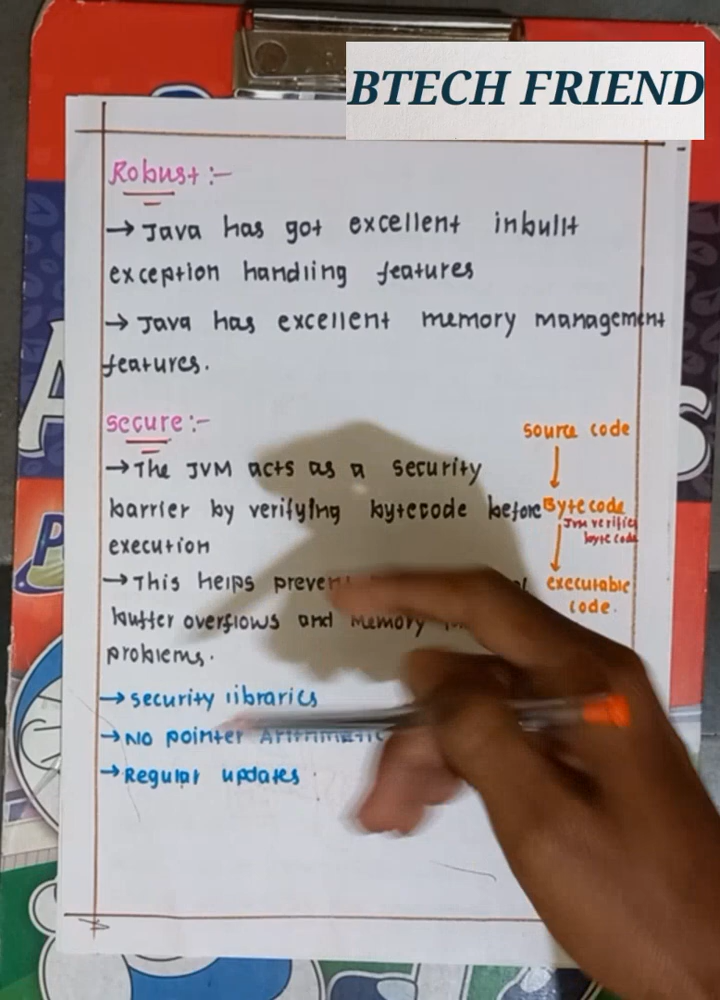 BTECH FRIEND
Robust :-
→ Java has got excellent inbuilt
exception handling features
→ Java has excellent memory management
features.
Secure :-
→ The JVM acts as a security
barrier by verifying bytecode before
execution
→ This helps
buffer overflows and Memory
problems.
→ security libraries
→ No pointer Arithmetic
→ Regular updates
source code
↓
Byte code
↓ Jvm verifies
byte code
executable
code.